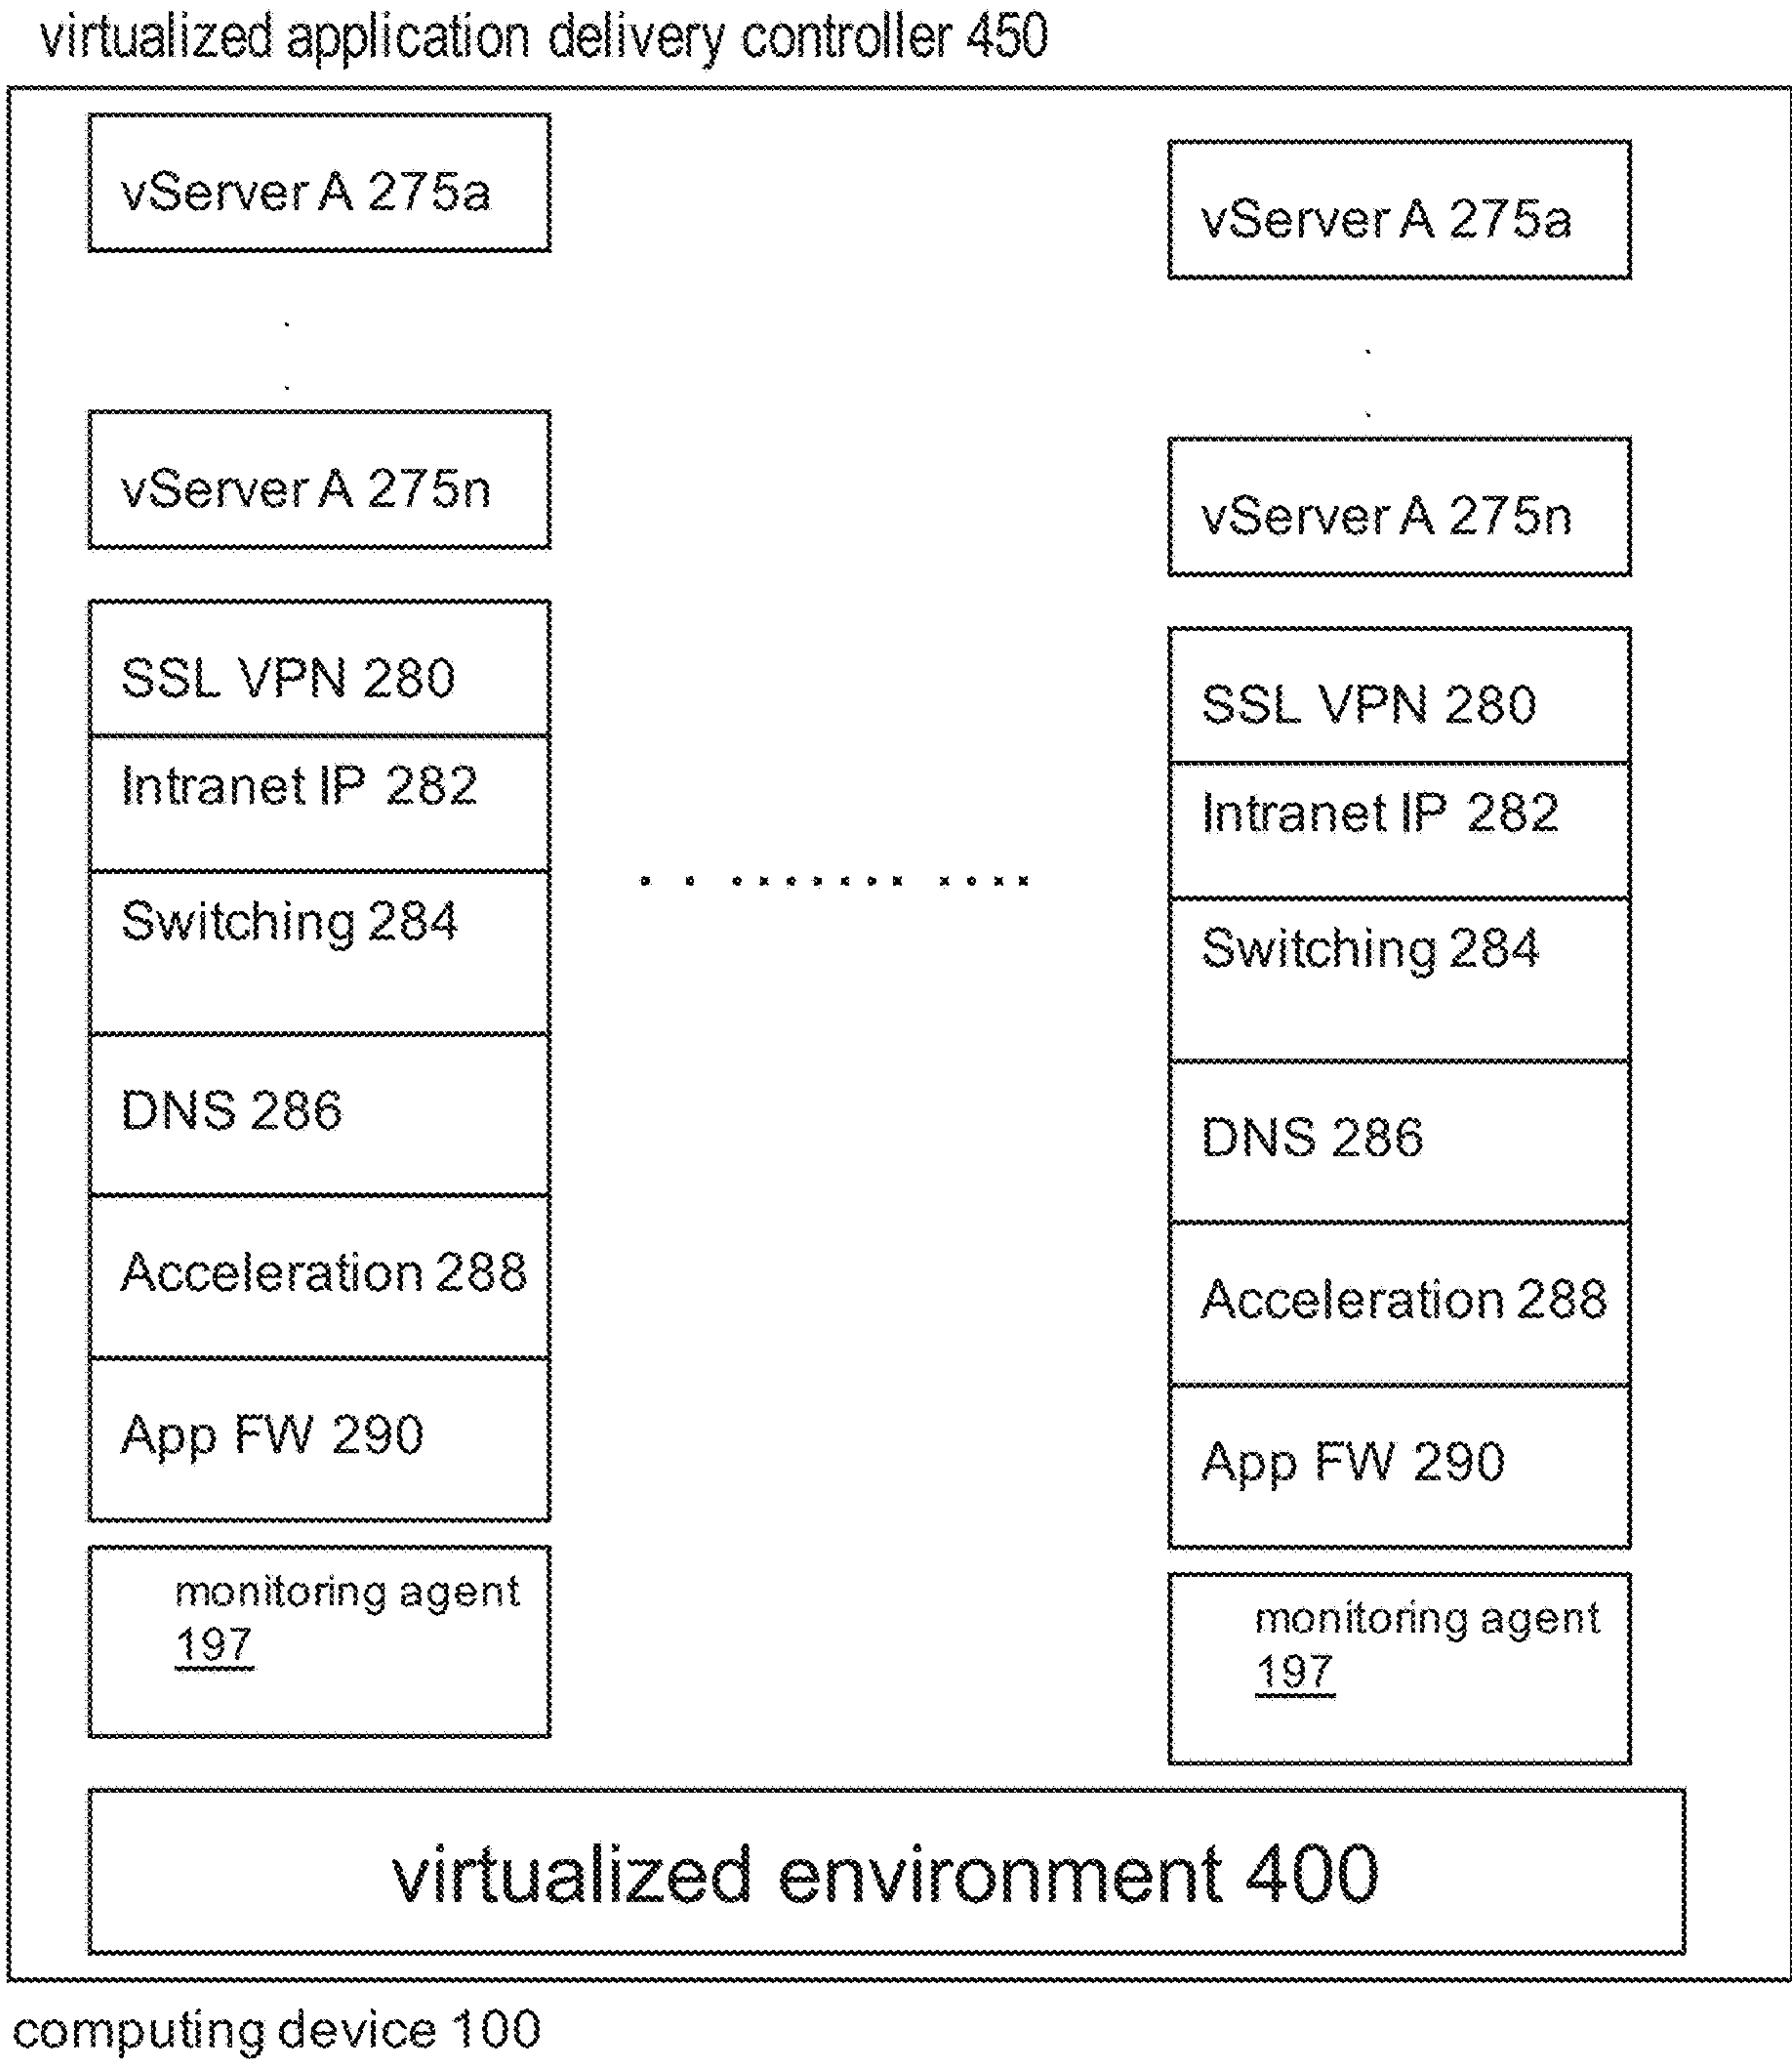 virtualized application delivery controller 450
vServer A 275a
vServer A 275n
SSL VPN 280
Intranet IP 282
Switching 284
DNS 286
Acceleration 288
App FW 290
monitoring agent
197
vServer A 275a
vServer A 275n
SSL VPN 280
Intranet IP 282
Switching 284
DNS 286
Acceleration 288
App FW 290
monitoring agent
197
virtualized environment 400
computing device 100